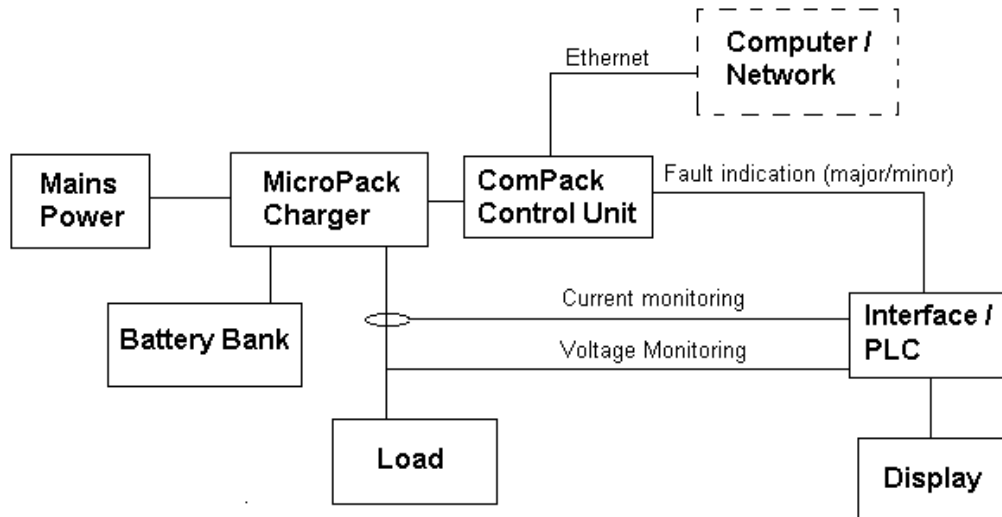 Computer /
Network
Ethernet
Mains
Power
MicroPack
Charger
ComPack
Control Unit
Fault indication (major/minor)
Battery Bank
Current monitoring
Interface /
PLC
Voltage Monitoring
Load
Display